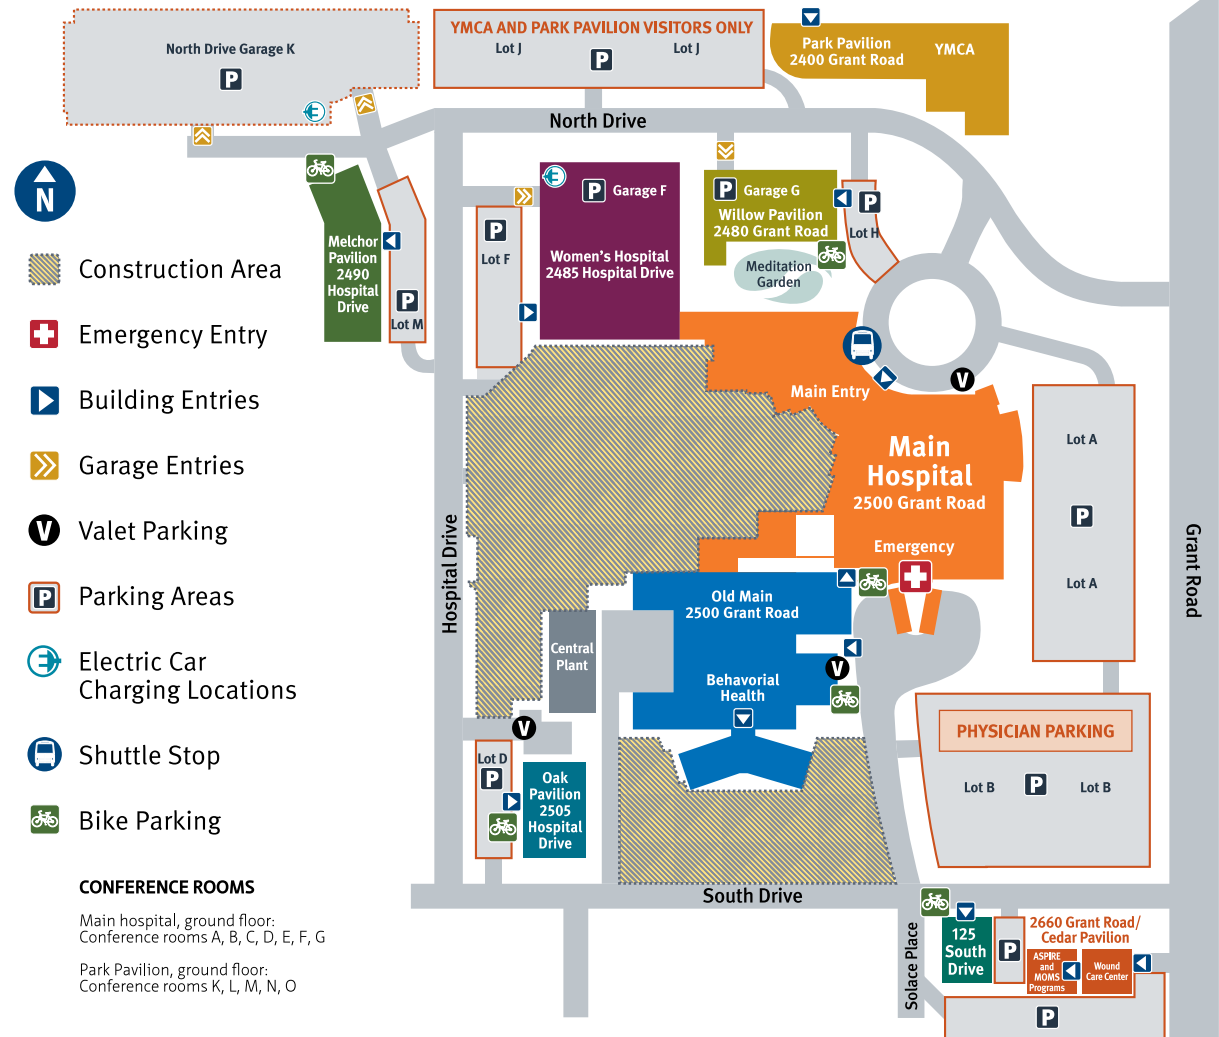 YMCA AND PARK PAVILION VISITORS ONLY
Lot J
Lot J
P
North Drive Garage K
P
Park Pavilion
2400 Grant Road
YMCA
North Drive
N
Construction Area
Emergency Entry
Building Entries
Garage Entries
V
Valet Parking
P
Parking Areas
Electric Car
Charging Locations
Shuttle Stop
Bike Parking
CONFERENCE ROOMS
Main hospital, ground floor:
Conference rooms A, B, C, D, E, F, G
Park Pavilion, ground floor:
Conference rooms K, L, M, N, O
Melchor
Pavilion
2490
Hospital
Drive
P
Lot M
P
Lot F
P
Garage F
Women's Hospital
2485 Hospital Drive
P
Garage G
Willow Pavilion
2480 Grant Road
Meditation
Garden
P
Lot H
Main Entry
V
Main
Hospital
2500 Grant Road
Emergency
Lot A
P
Lot A
Grant Road
Hospital Drive
Old Main
2500 Grant Road
Central
Plant
Behavorial
Health
V
V
Lot D
P
Oak
Pavilion
2505
Hospital
Drive
PHYSICIAN PARKING
Lot B
P
Lot B
South Drive
Solace Place
125
South
Drive
P
2660 Grant Road/
Cedar Pavilion
ASPIRE
and
MOMS
Programs
Wound
Care Center
P